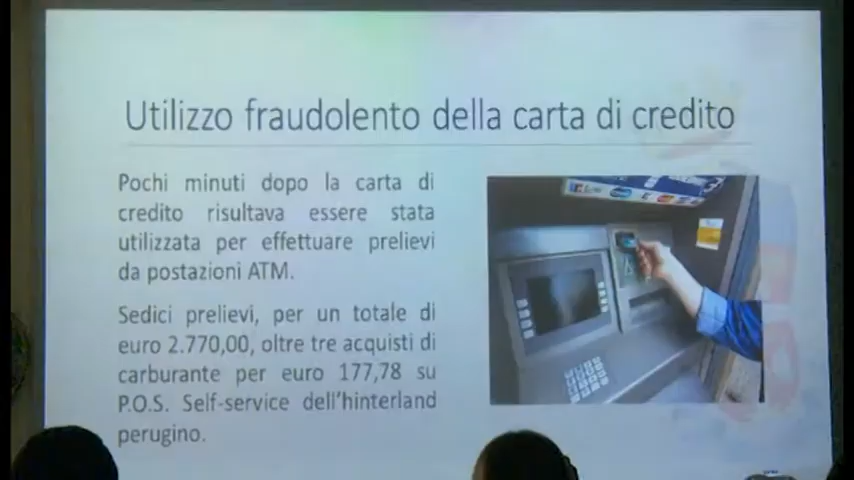 Utilizzo fraudolento della carta di credito
Pochi minuti dopo la carta di
credito risultava essere stata
utilizzata per effettuare prelievi
da postazioni ATM.
Sedici prelievi, per un totale di
euro 2.770,00, oltre tre acquisti di
carburante per euro 177,78 su
P.O.S. Self-service dell'hinterland
perugino.